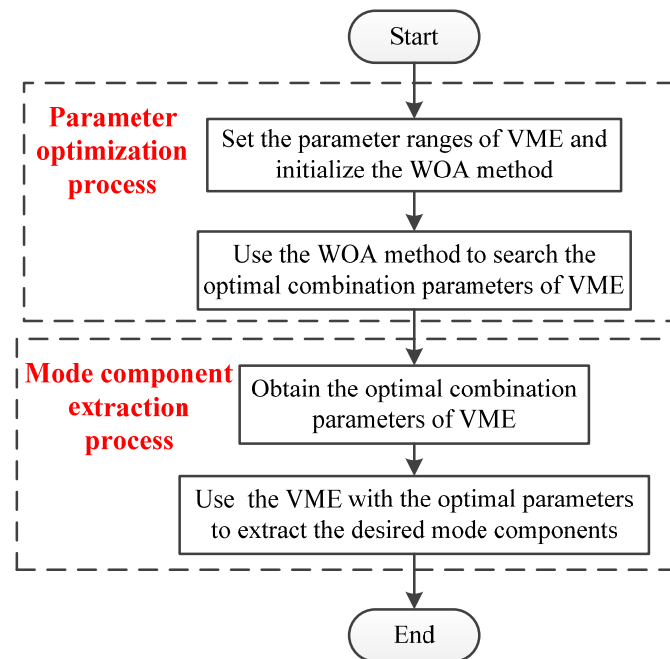 Start
Parameter
optimization
process
Set the parameter ranges of VME and
initialize the WOA method
Use the WOA method to search the
optimal combination parameters of VME
Mode component
extraction
process
Obtain the optimal combination
parameters of VME
Use the VME with the optimal parameters
to extract the desired mode components
End